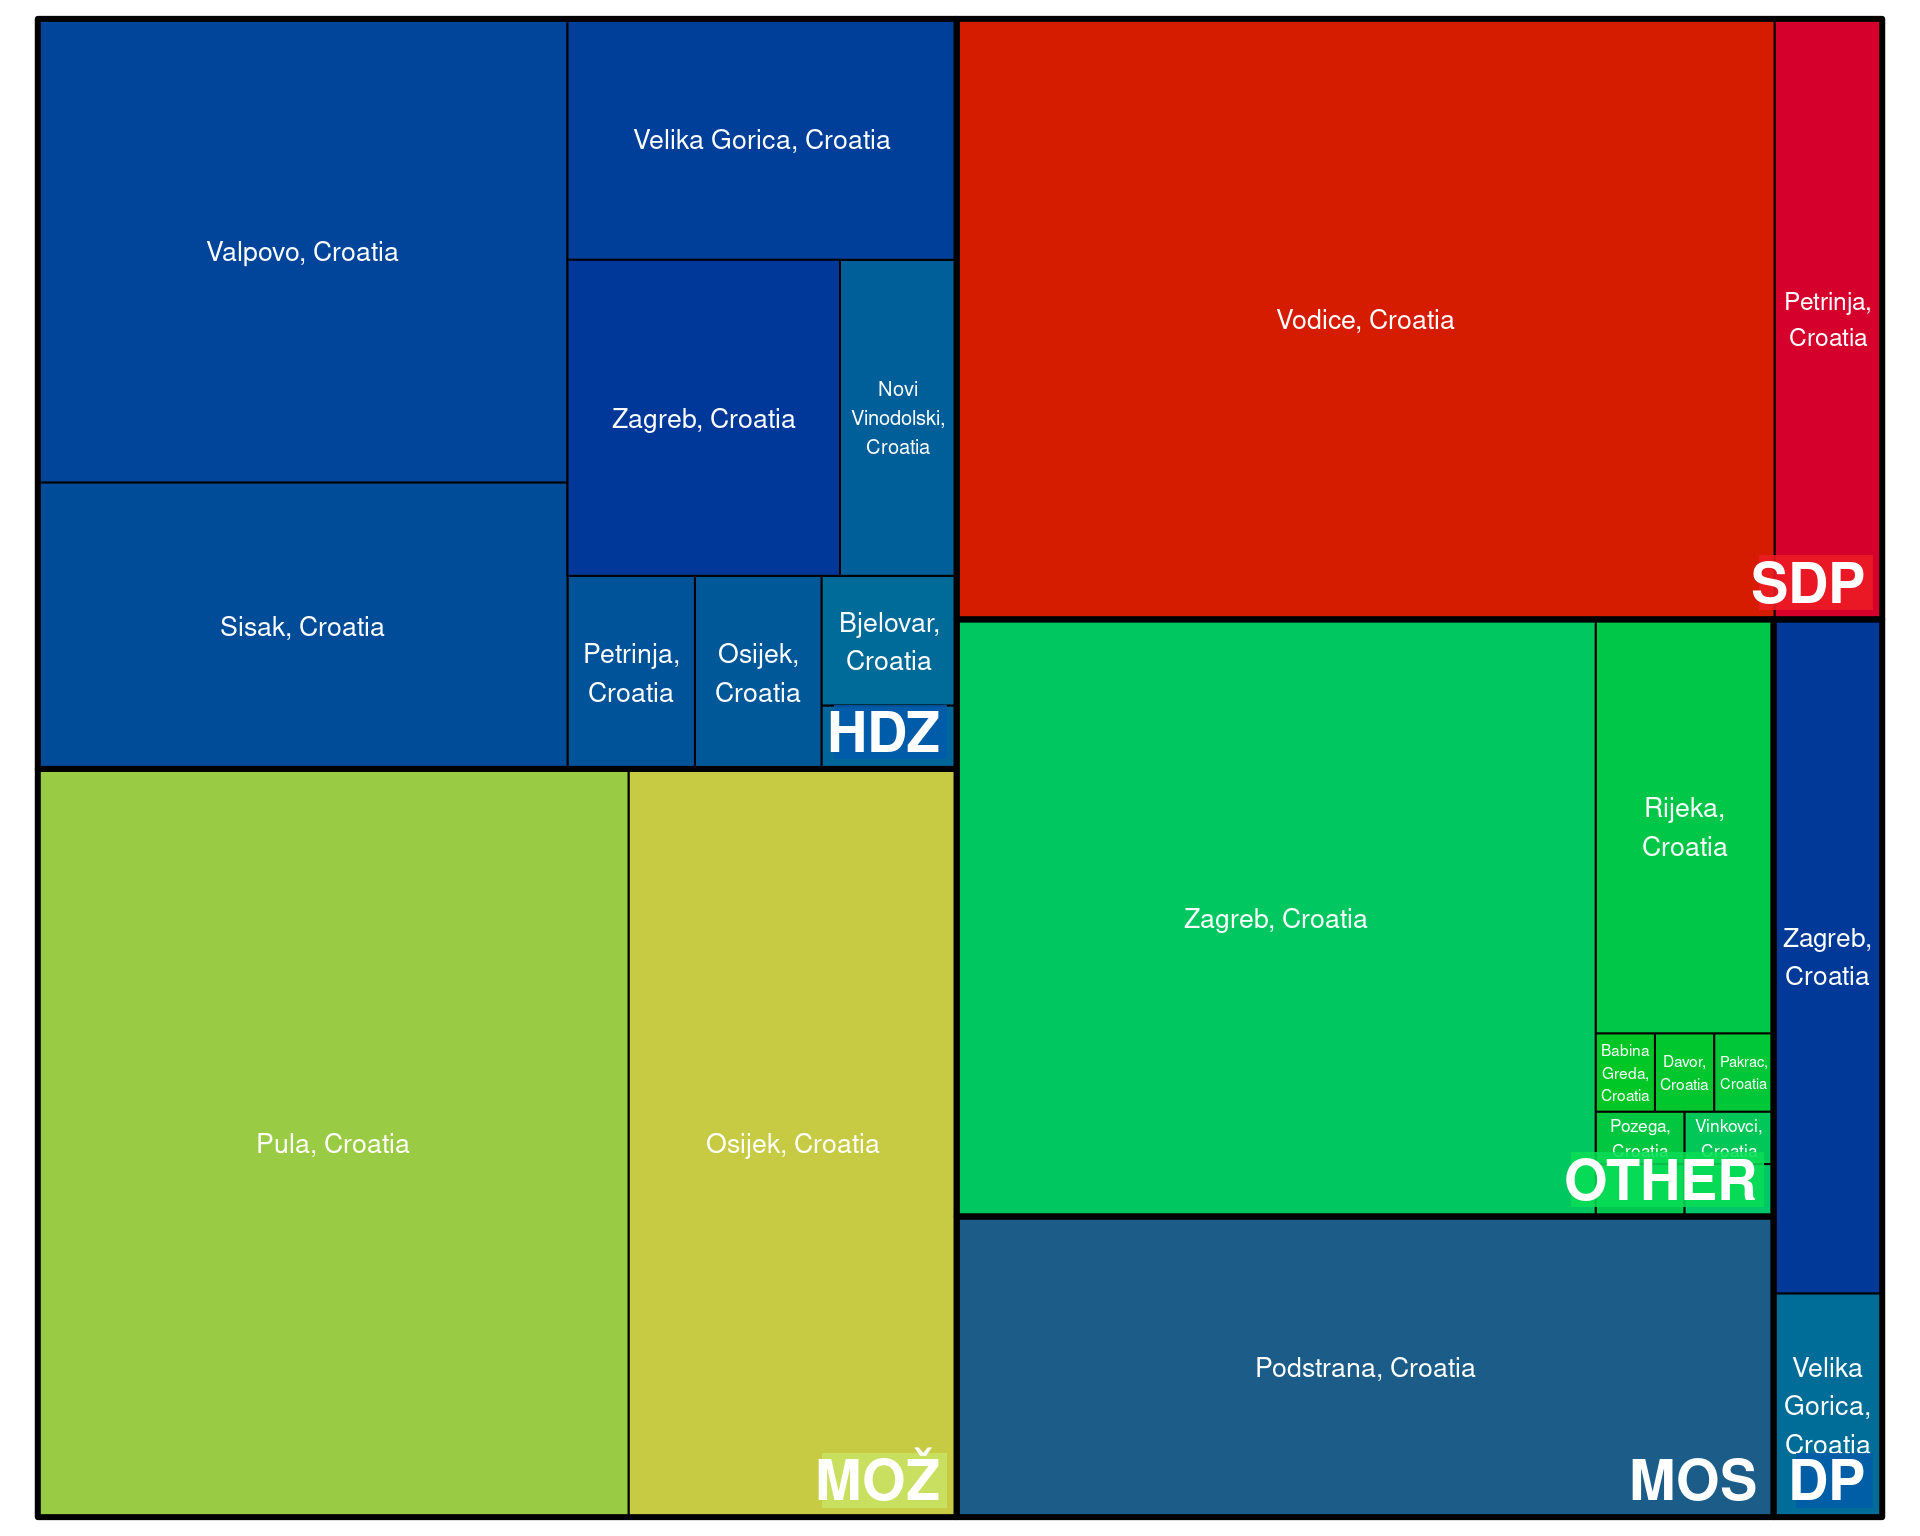 Valpovo, Croatia
Velika Gorica, Croatia
Zagreb, Croatia
Novi
Vinodolski,
Croatia
Sisak, Croatia
Petrinja,
Croatia
Osijek,
Croatia
Bjelovar,
Croatia
HDZ
Vodice, Croatia
Petrinja,
Croatia
SDP
Pula, Croatia
Osijek, Croatia
MOŽ
Zagreb, Croatia
Rijeka,
Croatia
Babina
Greda,
Croatia
Davor,
Croatia
Pakrac,
Croatia
Pozega,
Croatia
Vinkovci,
Croatia
OTHER
Podstrana, Croatia
MOS
Zagreb,
Croatia
Velika
Gorica,
Croatia
DP